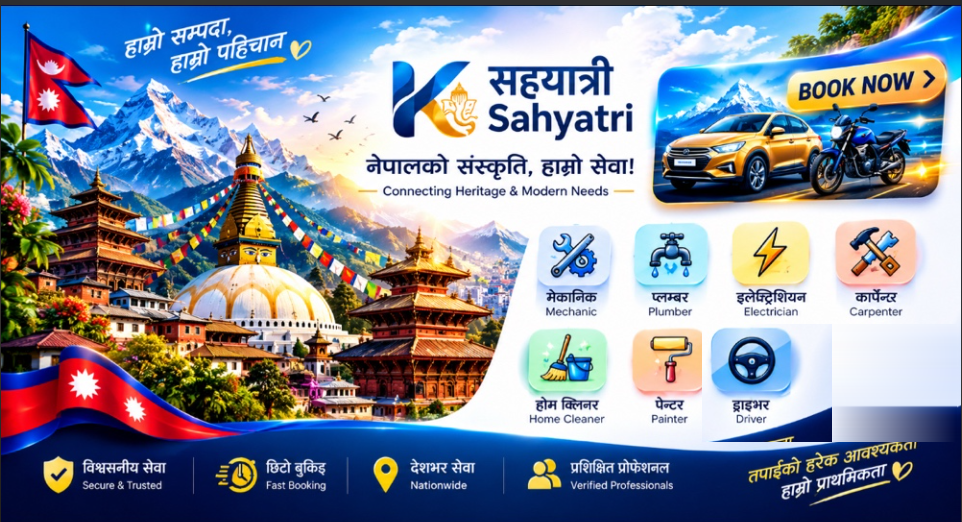 हाम्रो सम्पदा,
हाम्रो पहिचान
सहयात्री
Sahyatri
नेपालको संस्कृति, हाम्रो सेवा!
Connecting Heritage & Modern Needs
BOOK NOW
मेकानिक
Mechanic
प्लम्बर
Plumber
इलेक्ट्रिशियन
Electrician
कार्पेन्टर
Carpenter
होम क्लिनर
Home Cleaner
पेन्टर
Painter
ड्राइभर
Driver
विश्वसनीय सेवा
Secure & Trusted
छिटो बुकिङ
Fast Booking
देशभर सेवा
Nationwide
प्रशिक्षित प्रोफेशनल
Verified Professionals
तपाईको हरेक आवश्यकता
हाम्रो प्राथमिकता